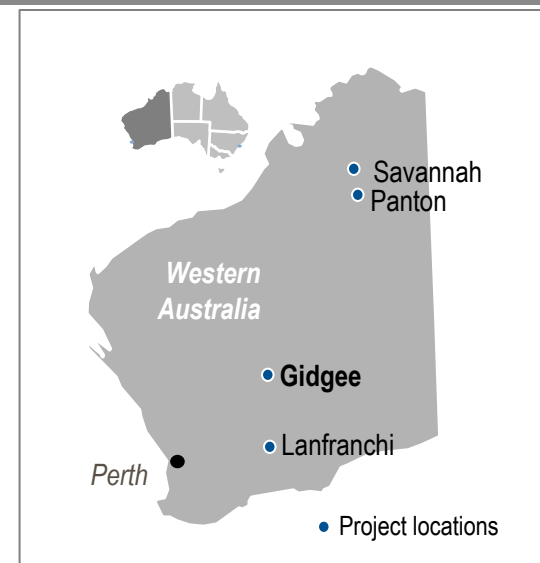 Savannah
Panton
Western
Australia
Gidgee
Lanfranchi
Perth
Project locations